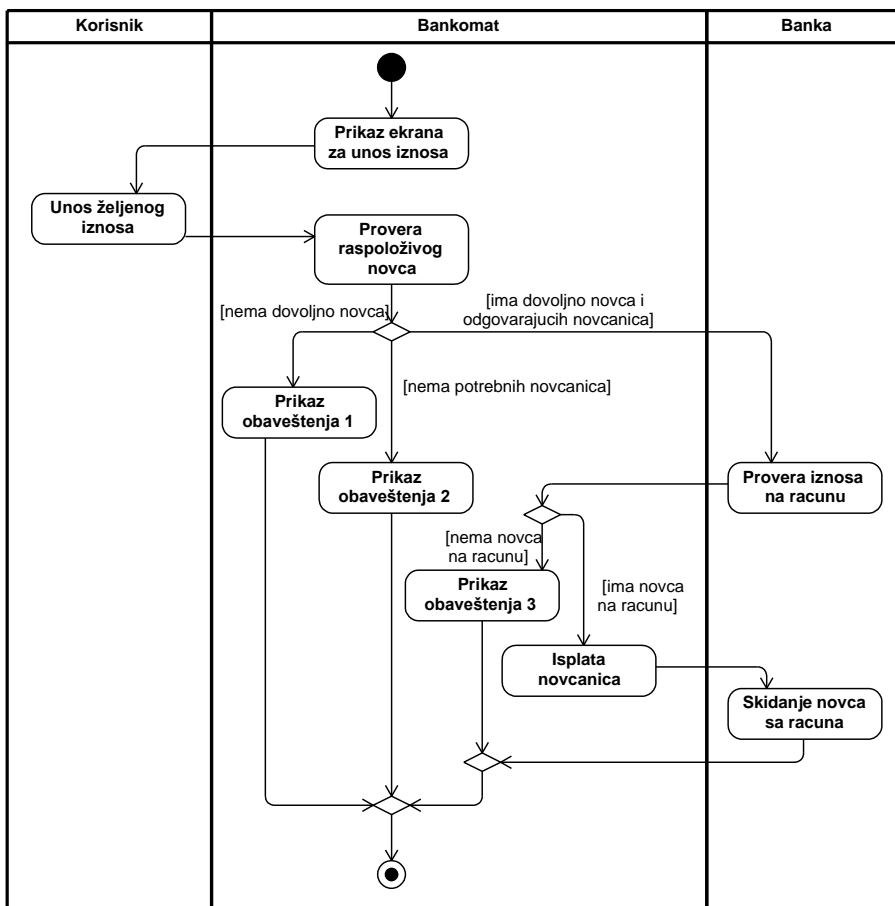 Korisnik
Bankomat
Banka
Prikaz ekrana
za unos iznosa
Unos željenog
iznosa
Provera
raspoloživog
novca
[nema dovoljno novca]
[ima dovoljno novca i
odgovarajucih novcanica]
[nema potrebnih novcanica]
Prikaz
obaveštenja 1
Prikaz
obaveštenja 2
Provera iznosa
na racunu
[nema novca
na racunu]
Prikaz
obaveštenja 3
[ima novca
na racunu]
Isplata
novcanica
Skidanje novca
sa racuna